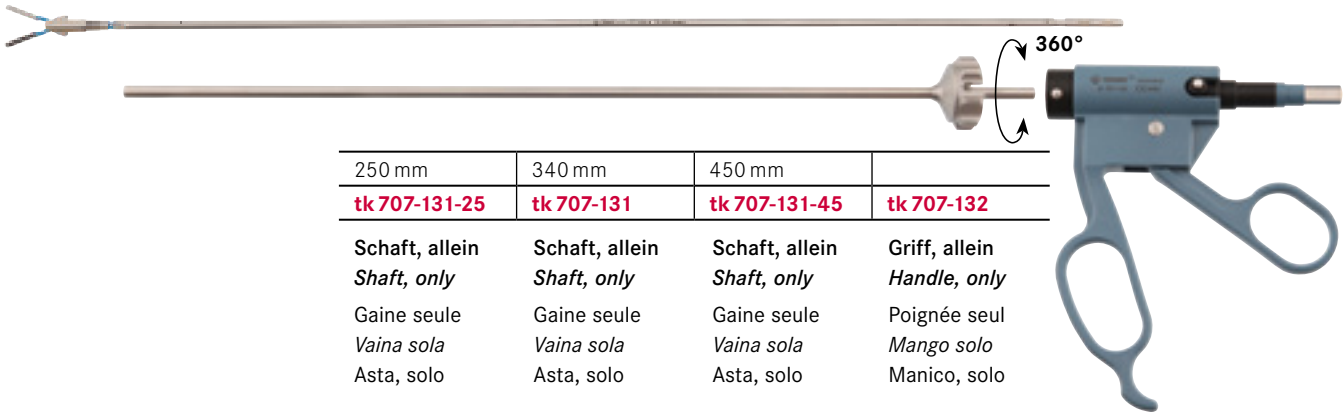 360°
250 mm 340 mm 450 mm
tk 707-131-25 tk 707-131 tk 707-131-45 tk 707-132
Schaft, allein Schaft, allein Schaft, allein Griff, allein
Shaft, only Shaft, only Shaft, only Handle, only
Gaine seule Gaine seule Gaine seule Poignée seul
Vaina sola Vaina sola Vaina sola Mango solo
Asta, solo Asta, solo Asta, solo Manico, solo